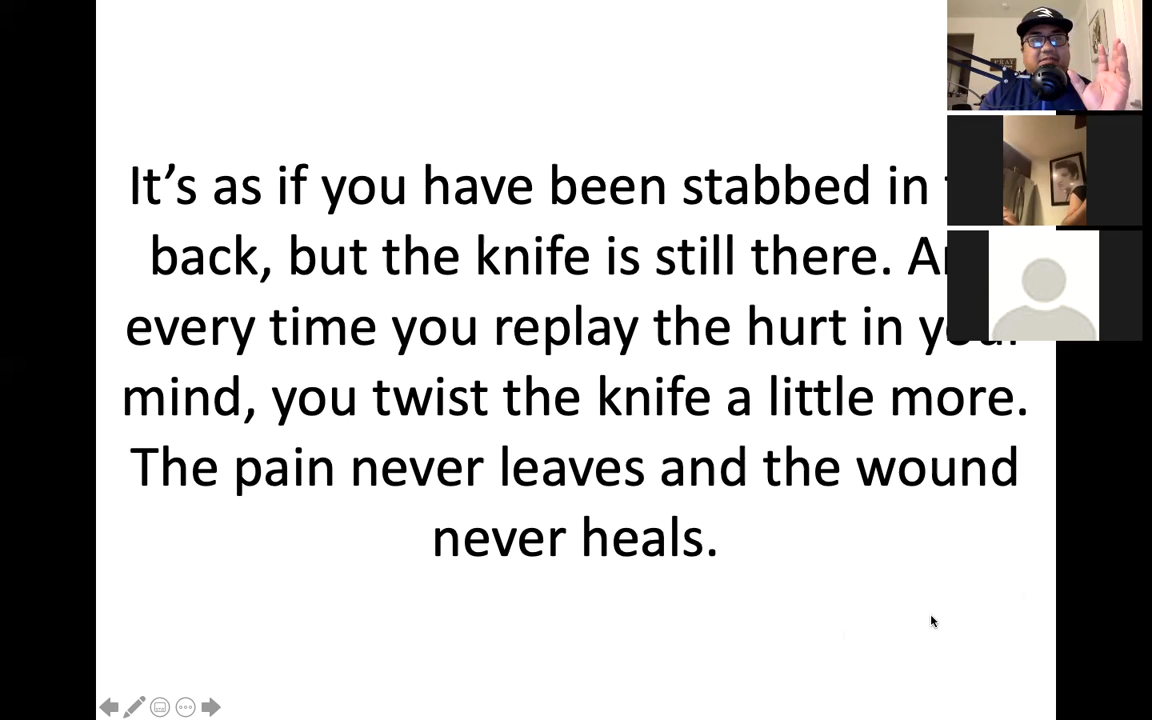 It’s as if you have been stabbed in
back, but the knife is still there.
every time you replay the hurt in your
mind, you twist the knife a little more.
The pain never leaves and the wound
never heals.
PRAY